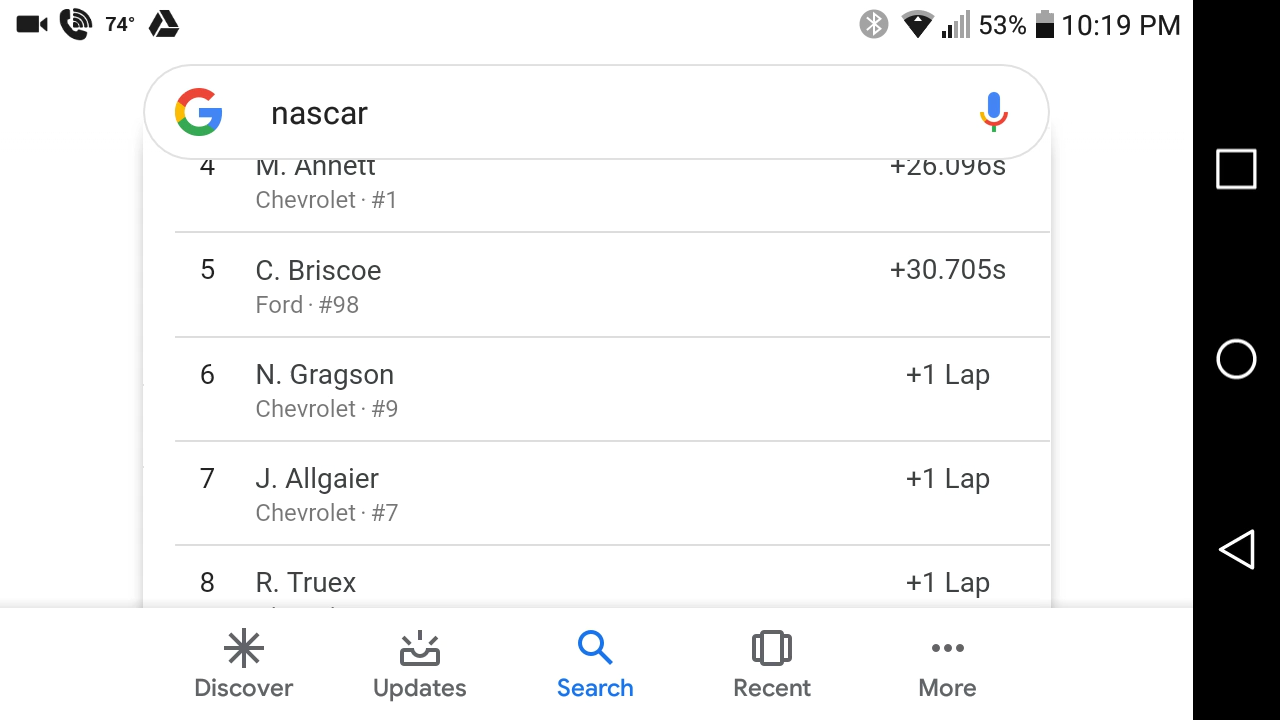 74° 53% 10:19 PM
nascar
4 M. Annett +26.096s
Chevrolet · #1
5 C. Briscoe +30.705s
Ford · #98
6 N. Gragson +1 Lap
Chevrolet · #9
7 J. Allgaier +1 Lap
Chevrolet · #7
8 R. Truex +1 Lap
Discover Updates Search Recent More